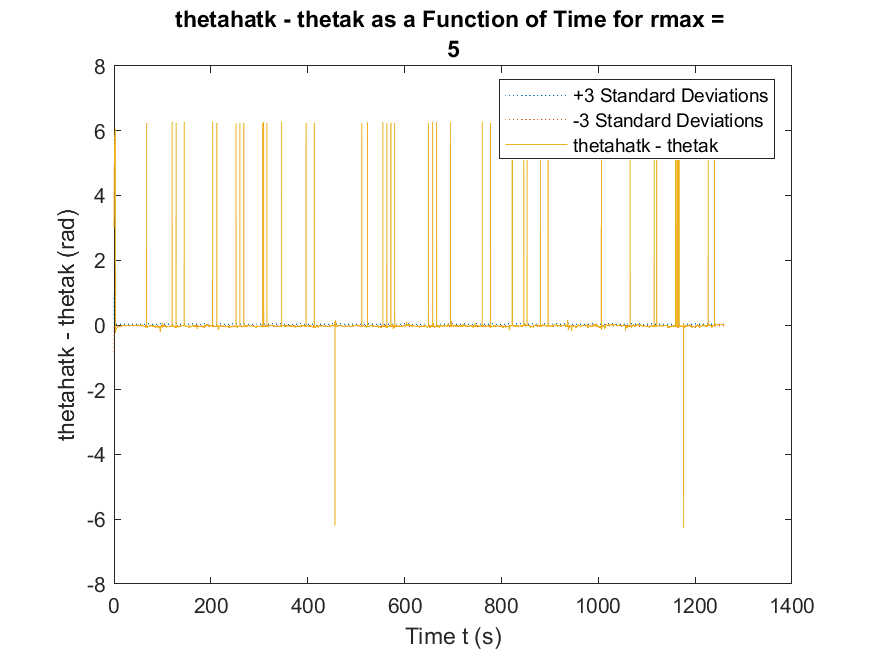 thetahatk - thetak as a Function of Time for rmax =
5
8
6
4
2
0
-2
-4
-6
-8
thetahatk - thetak (rad)
+3 Standard Deviations
-3 Standard Deviations
thetahatk - thetak
0 200 400 600 800 1000 1200 1400
Time t (s)